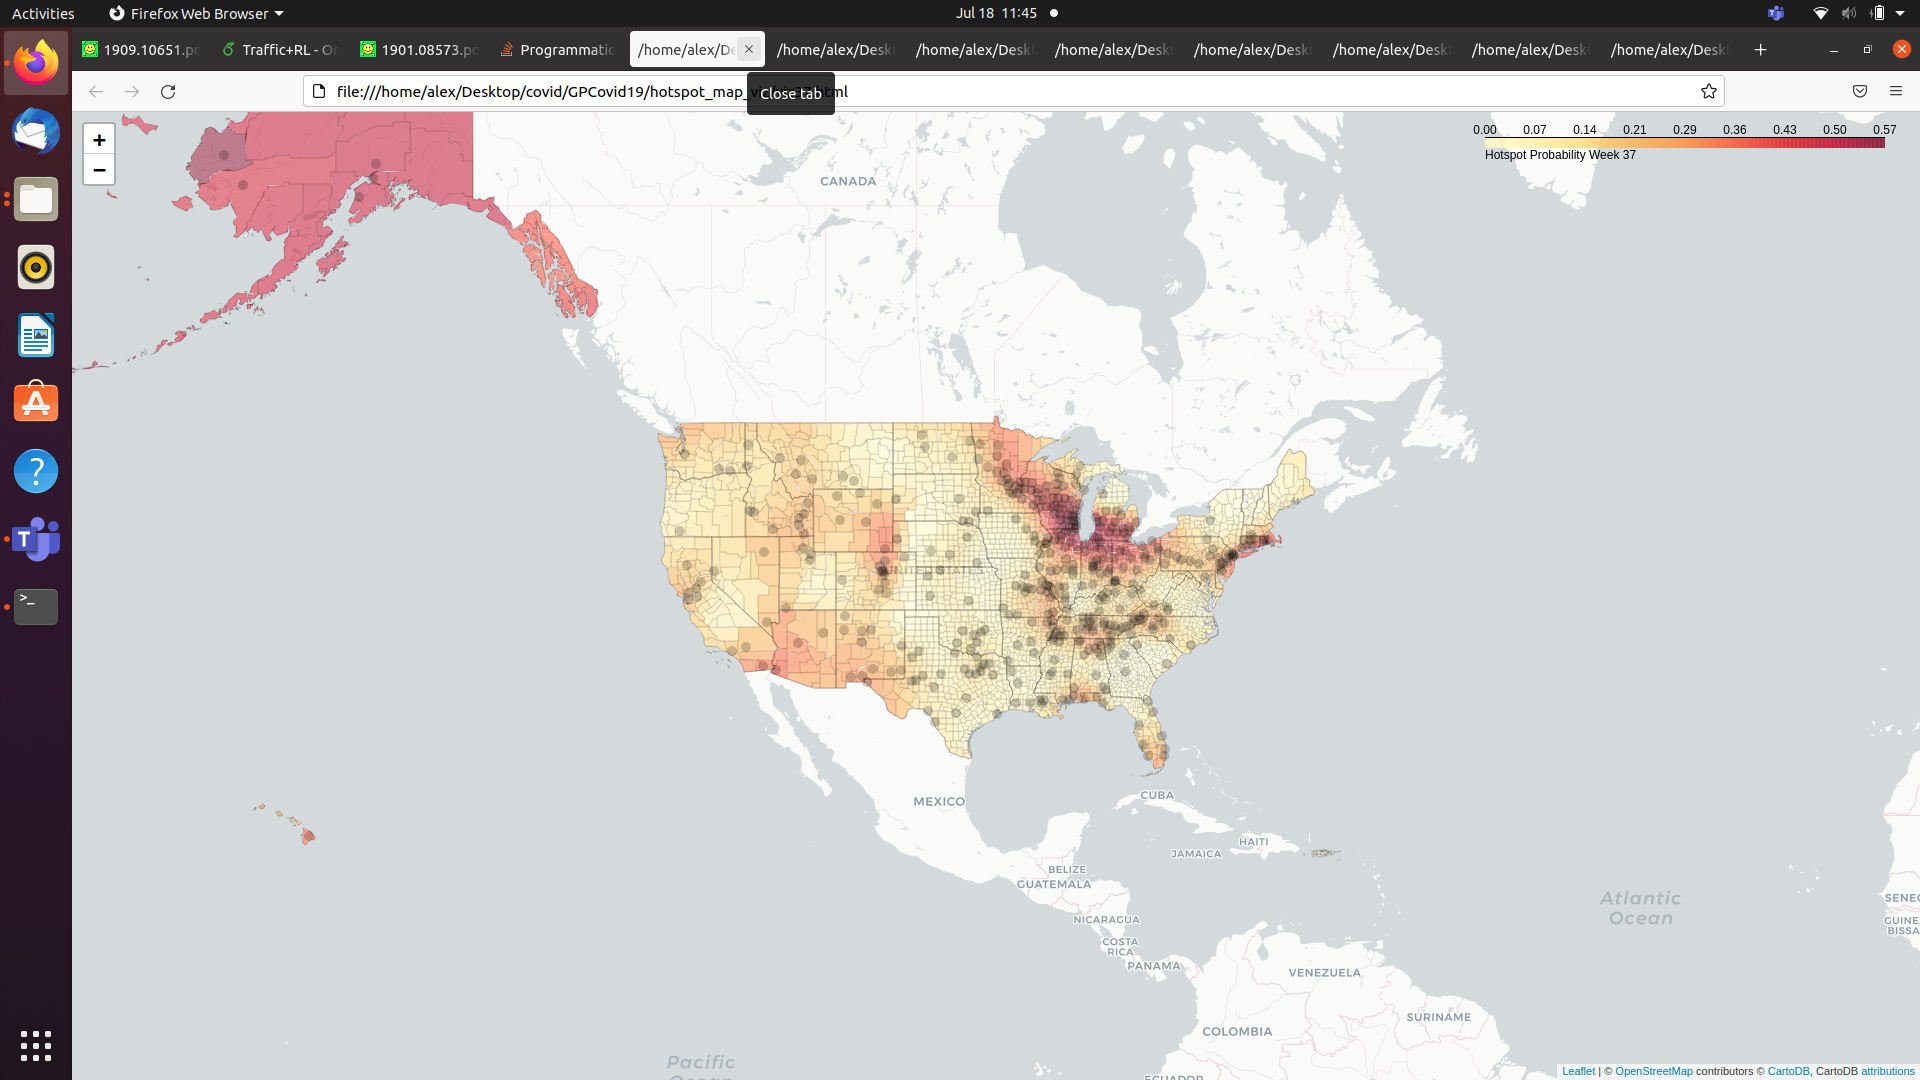 Activities
Firefox Web Browser
Jul 18 11:45
1909.10651.p
Traffic+RL - O
1901.08573.p
Programmatic
/home/alex/De
/home/alex/Desk
/home/alex/Desk
/home/alex/Desk
/home/alex/Desk
/home/alex/Desk
/home/alex/Desk
/home/alex/Desk
file:///home/alex/Desktop/covid/GPCovid19/hotspot_map_
html
Close tab
+
−
0.00 0.07 0.14 0.21 0.29 0.36 0.43 0.50 0.57
Hotspot Probability Week 37
CANADA
UNITED STATES
MEXICO
CUBA
HAITI
JAMAICA
BELIZE
GUATEMALA
NICARAGUA
COSTA
RICA
PANAMA
VENEZUELA
COLOMBIA
SURINAME
ECUADOR
Atlantic
Ocean
SENEG
GUINE
BISSA
Pacific
Ocean
Leaflet | © OpenStreetMap contributors © CartoDB, CartoDB attributions